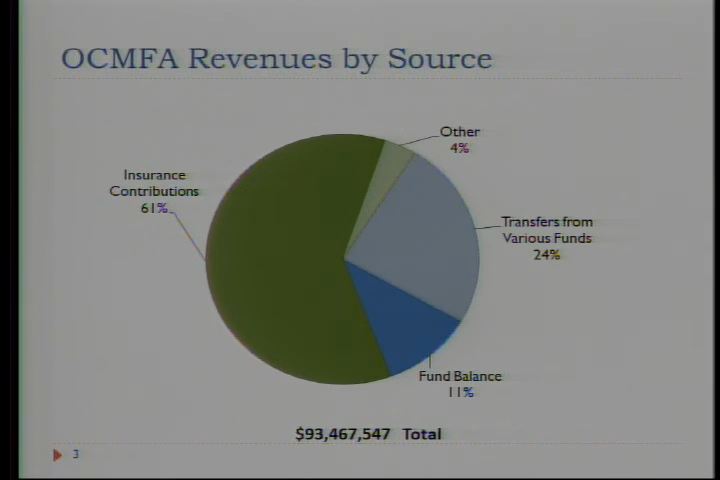 OCMFA Revenues by Source
Other
4%
Insurance
Contributions
61%
Transfers from
Various Funds
24%
Fund Balance
11%
$93,467,547 Total
3